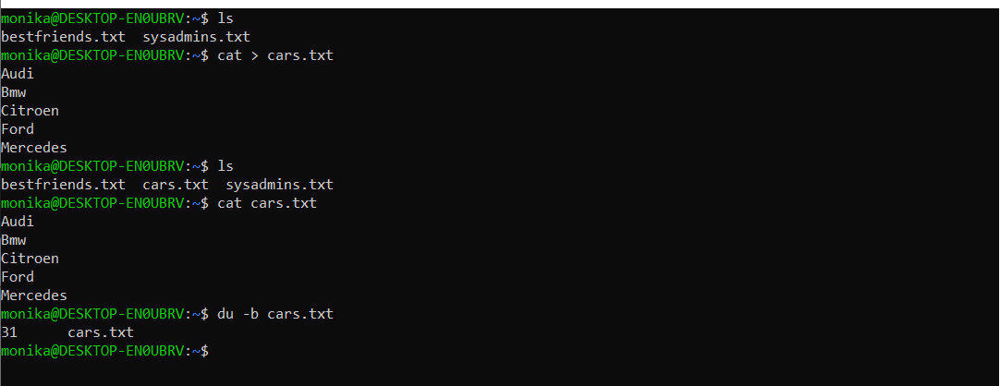 monika@DESKTOP-EN0UBRV:~$ ls
bestfriends.txt  sysadmins.txt
monika@DESKTOP-EN0UBRV:~$ cat > cars.txt
Audi
Bmw
Citroen
Ford
Mercedes
monika@DESKTOP-EN0UBRV:~$ ls
bestfriends.txt  cars.txt  sysadmins.txt
monika@DESKTOP-EN0UBRV:~$ cat cars.txt
Audi
Bmw
Citroen
Ford
Mercedes
monika@DESKTOP-EN0UBRV:~$ du -b cars.txt
31      cars.txt
monika@DESKTOP-EN0UBRV:~$